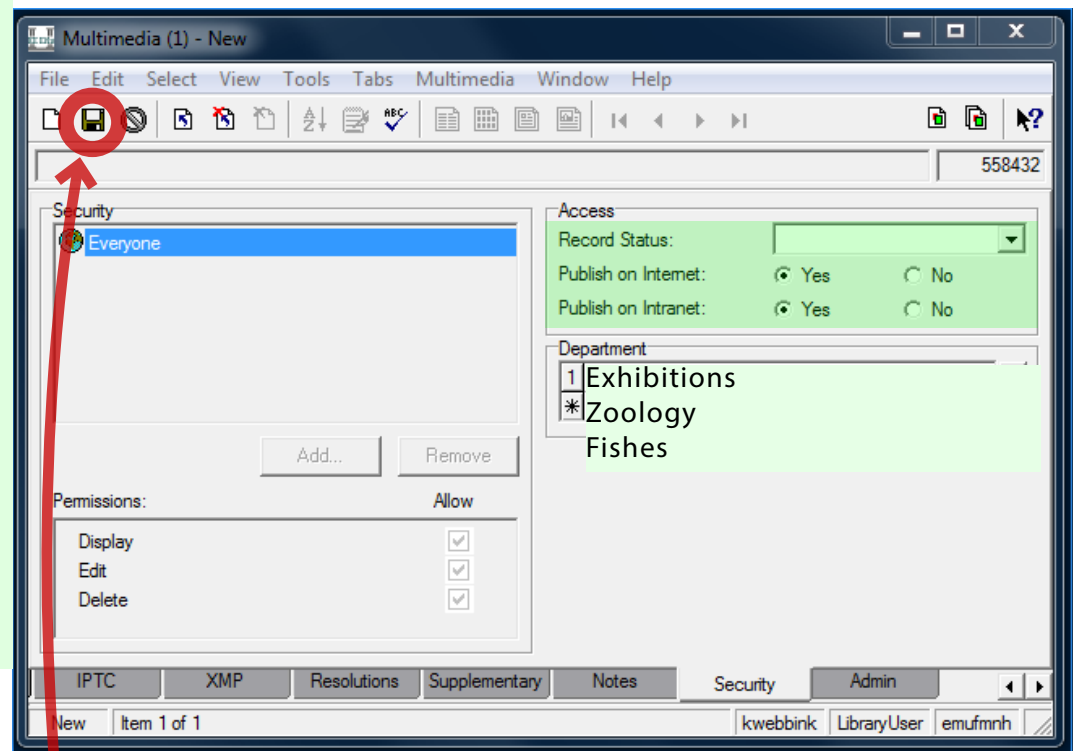 Multimedia (1) - New
File Edit Select View Tools Tabs Multimedia Window Help
558432
Security
Everyone
Add... Remove
Permissions: Allow
Display
Edit
Delete
Access
Record Status:
Publish on Internet: Yes No
Publish on Intranet: Yes No
Department
1 Exhibitions
* Zoology
Fishes
IPTC XMP Resolutions Supplementary Notes Security Admin
New Item 1 of 1 kwebbink LibraryUser emufmnh